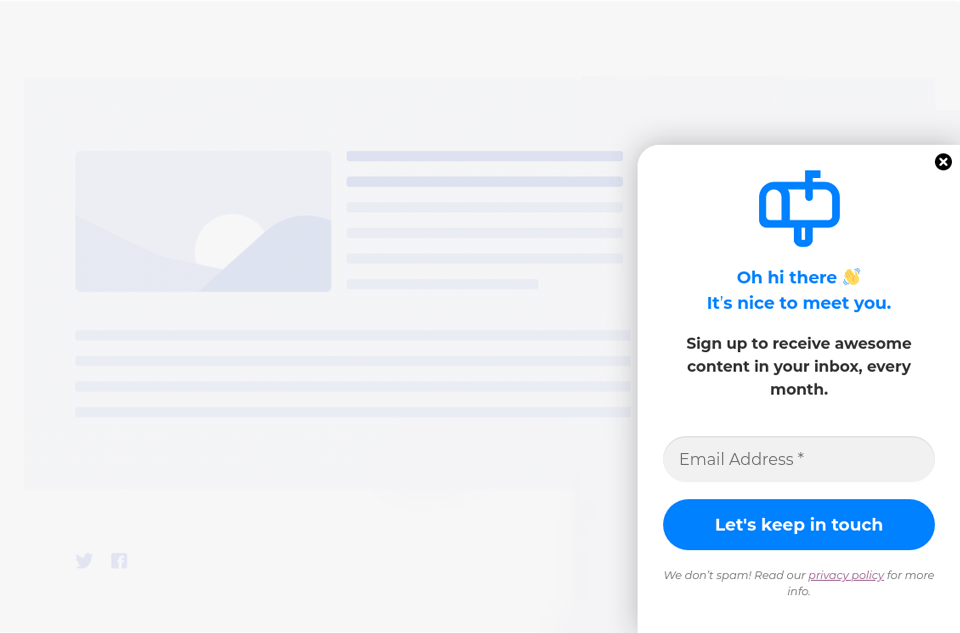 Oh hi there 👋
It’s nice to meet you.
Sign up to receive awesome
content in your inbox, every
month.
Email Address *
Let's keep in touch
We don’t spam! Read our privacy policy for more
info.